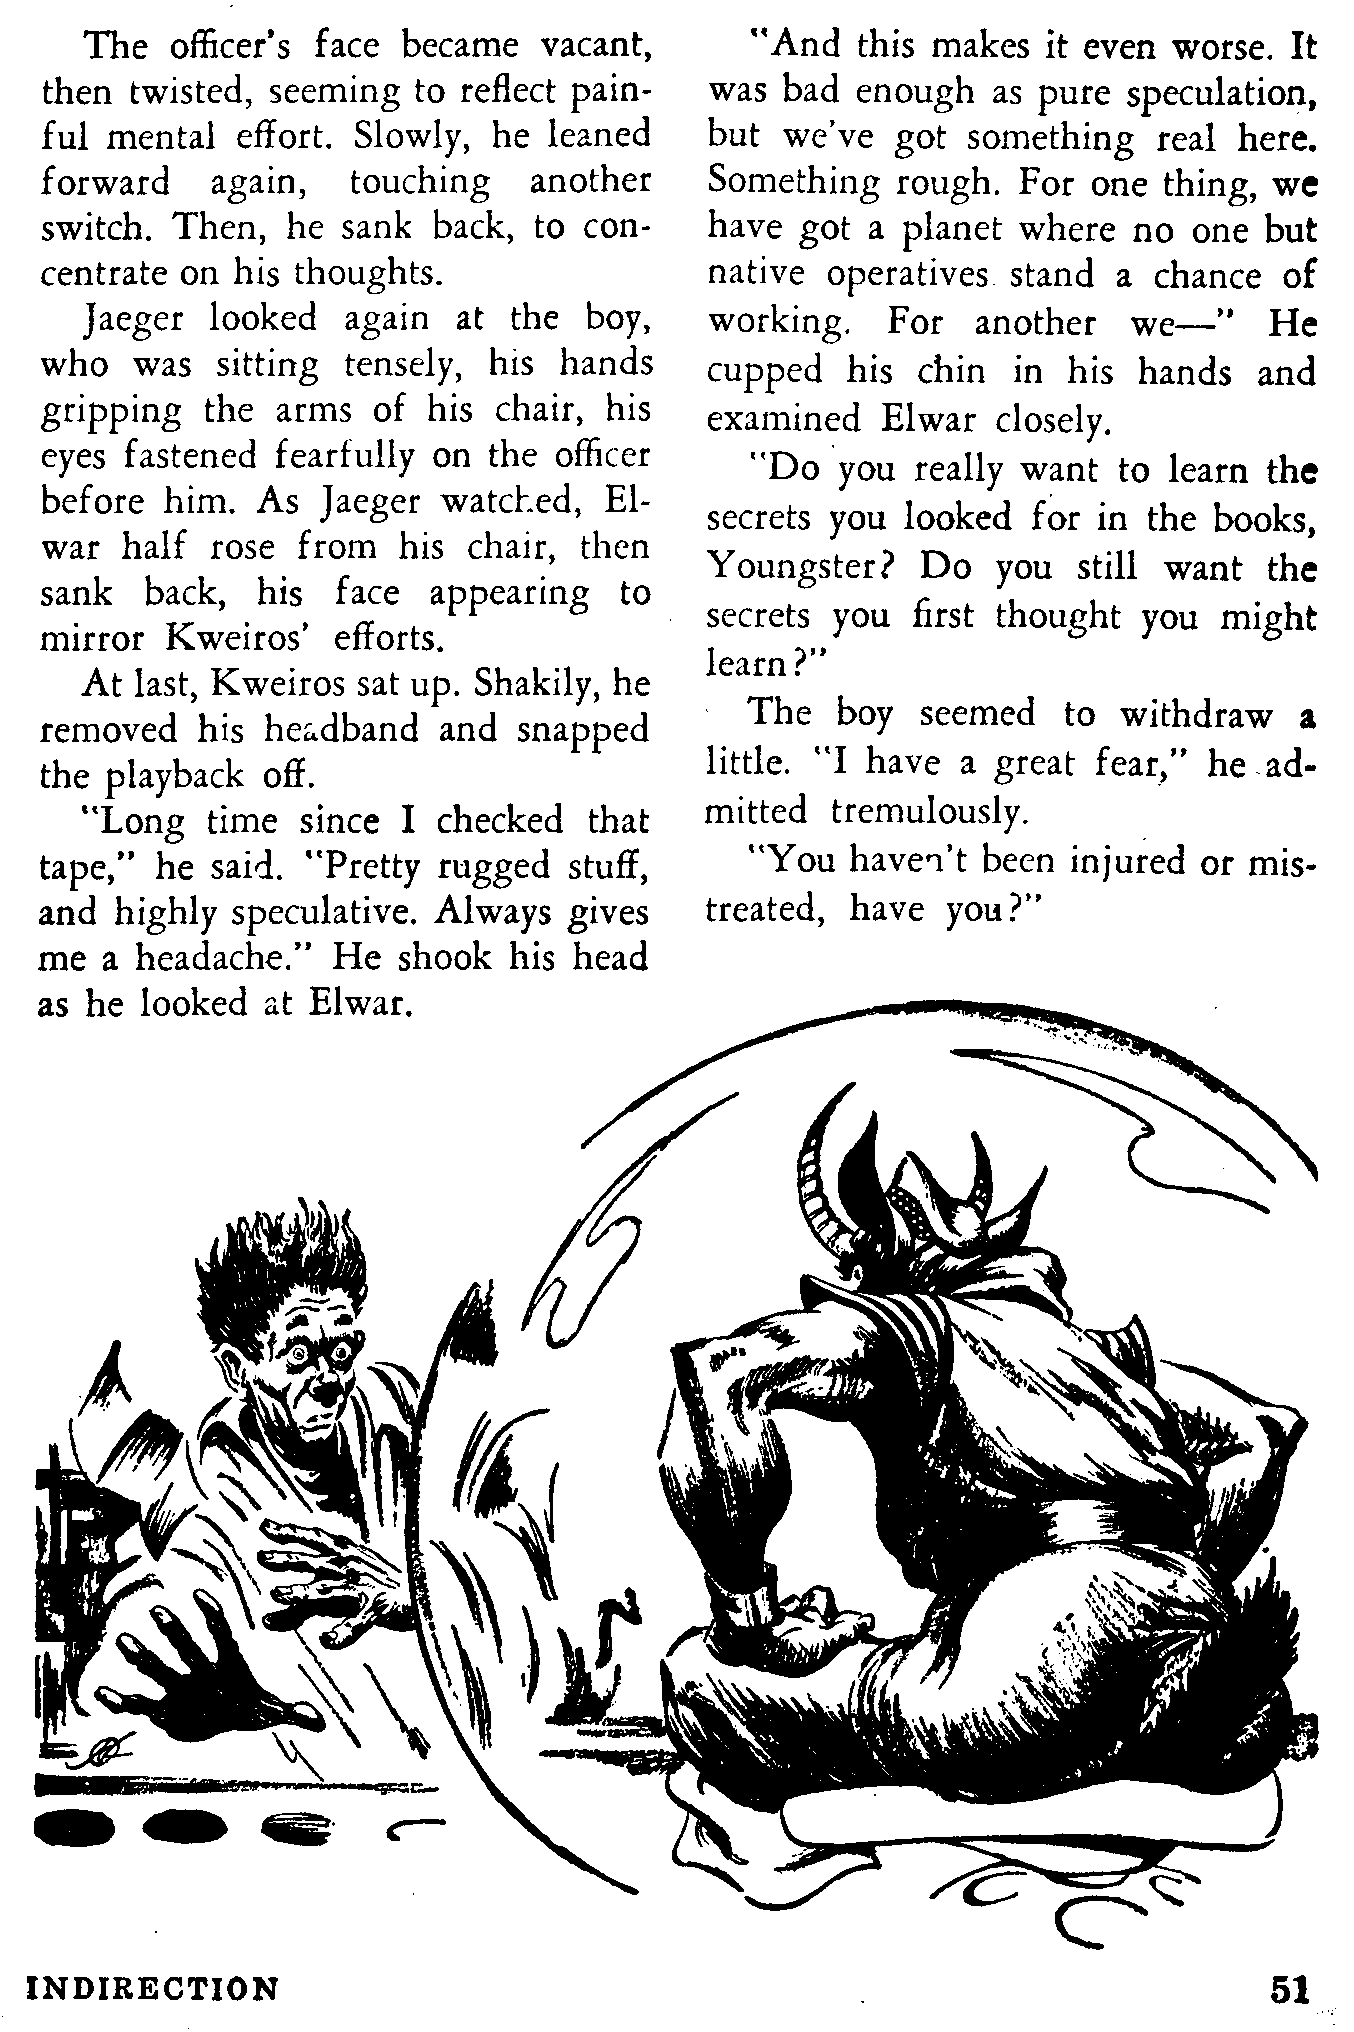 The officer's face became vacant,
then twisted, seeming to reflect pain-
ful mental effort. Slowly, he leaned
forward again, touching another
switch. Then, he sank back, to con-
centrate on his thoughts.
Jaeger looked again at the boy,
who was sitting tensely, his hands
gripping the arms of his chair, his
eyes fastened fearfully on the officer
before him. As Jaeger watched, El-
war half rose from his chair, then
sank back, his face appearing to
mirror Kweiros' efforts.
At last, Kweiros sat up. Shakily, he
removed his headband and snapped
the playback off.
"Long time since I checked that
tape," he said. "Pretty rugged stuff,
and highly speculative. Always gives
me a headache." He shook his head
as he looked at Elwar.
"And this makes it even worse. It
was bad enough as pure speculation,
but we've got something real here.
Something rough. For one thing, we
have got a planet where no one but
native operatives stand a chance of
working. For another we—" He
cupped his chin in his hands and
examined Elwar closely.
"Do you really want to learn the
secrets you looked for in the books,
Youngster? Do you still want the
secrets you first thought you might
learn?"
The boy seemed to withdraw a
little. "I have a great fear," he ad-
mitted tremulously.
"You haven't been injured or mis-
treated, have you?"
INDIRECTION
51